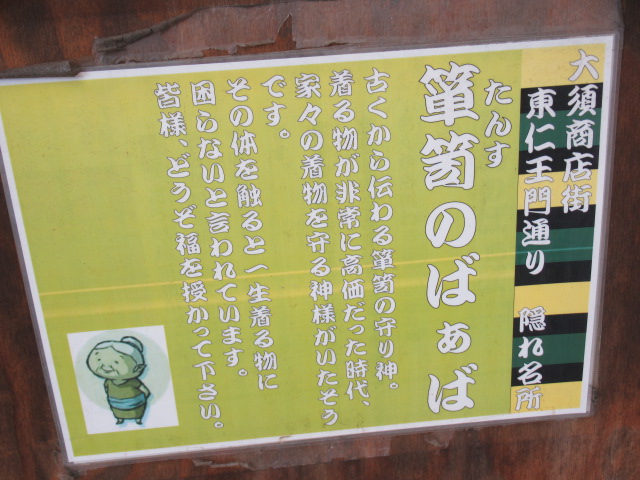 大須商店街
東仁王門通り 隠れ名所
たんす
箪笥のばぁば
古くから伝わる箪笥の守り神。
着る物が非常に高価だった時代、
家々の着物を守る神様がいたそう
です。
その体を触ると一生着る物に
困らないと言われています。
皆様、どうぞ福を授かって下さい。